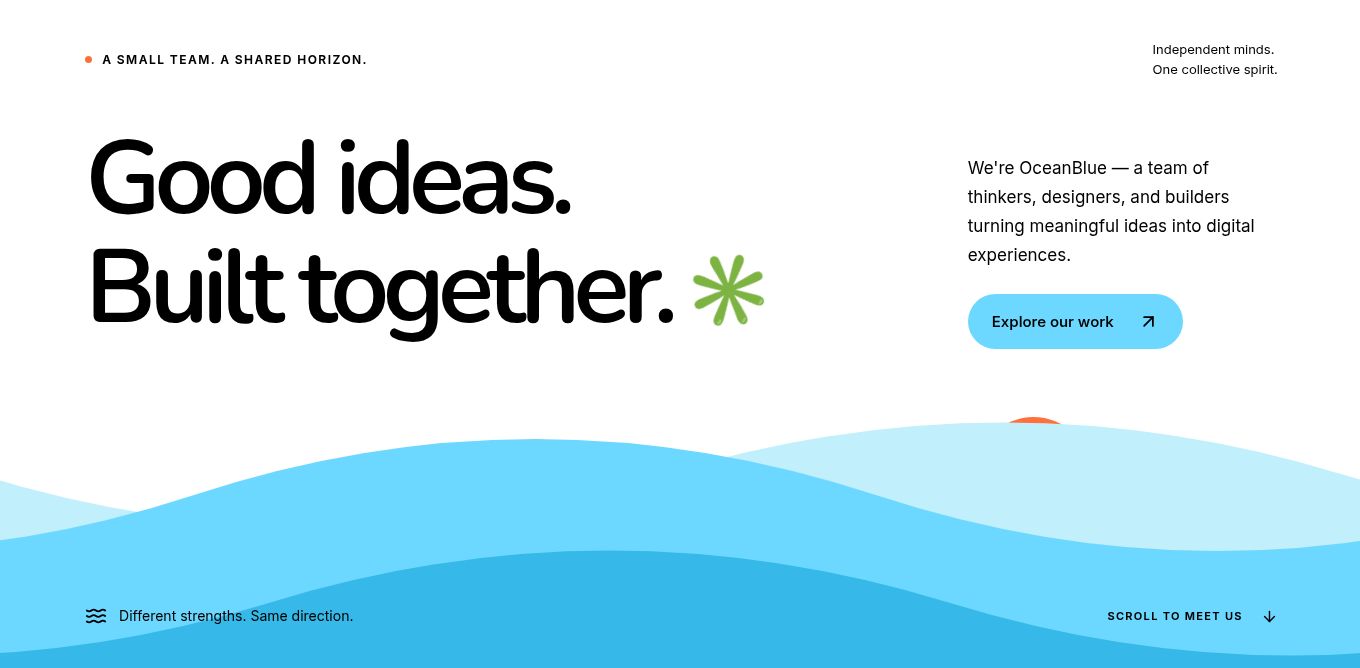 A SMALL TEAM. A SHARED HORIZON.
Independent minds.
One collective spirit.
Good ideas.
Built together.
We're OceanBlue — a team of
thinkers, designers, and builders
turning meaningful ideas into digital
experiences.
Explore our work
Different strengths. Same direction.
SCROLL TO MEET US